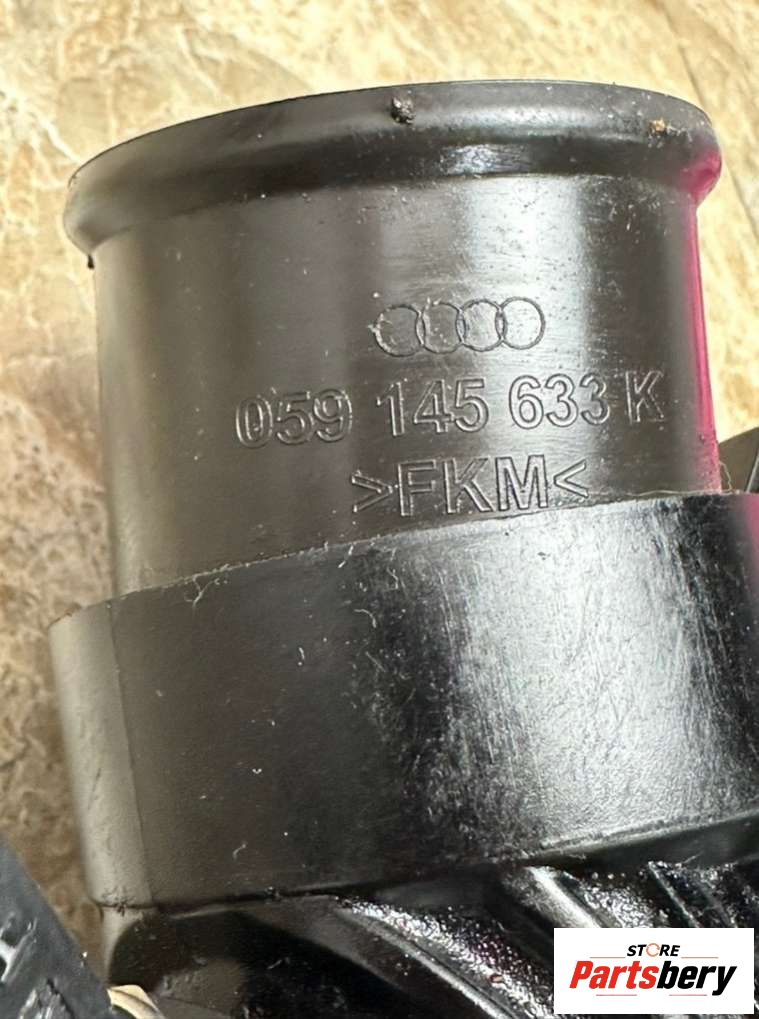 059 145 633 K
>FKM<
STORE
Partsbery